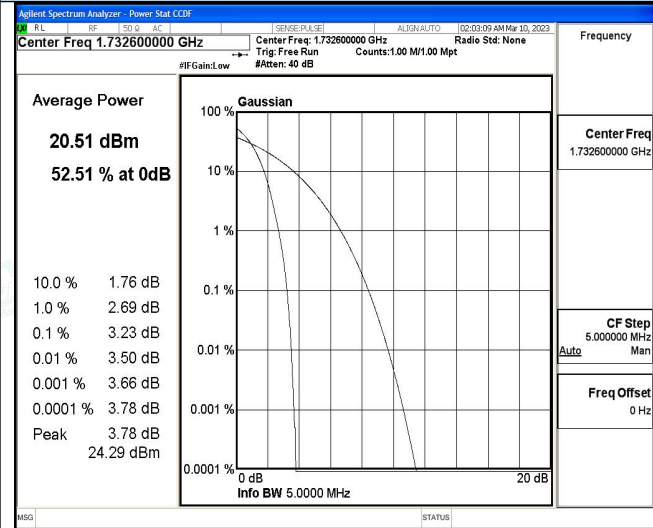 Agilent Spectrum Analyzer - Power Stat CCDF
RL RF 50 Ω AC SENSE:PULSE ALIGN AUTO 02:03:09 AM Mar 10, 2023
Center Freq 1.732600000 GHz
Center Freq: 1.732600000 GHz Radio Std: None
Trig: Free Run Counts:1.00 M/1.00 Mpt
#IFGain:Low #Atten: 40 dB
Frequency
Average Power
20.51 dBm
52.51 % at 0dB
10.0 % 1.76 dB
1.0 % 2.69 dB
0.1 % 3.23 dB
0.01 % 3.50 dB
0.001 % 3.66 dB
0.0001 % 3.78 dB
Peak 3.78 dB
24.29 dBm
Gaussian
100 %
10 %
1 %
0.1 %
0.01 %
0.001 %
0.0001 %
0 dB 20 dB
Info BW 5.0000 MHz
Center Freq
1.732600000 GHz
CF Step
5.000000 MHz
Auto Man
Freq Offset
0 Hz
MSG STATUS